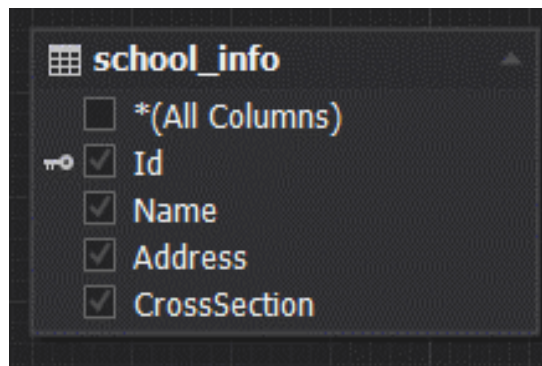 school_info
*(All Columns)
Id
Name
Address
CrossSection